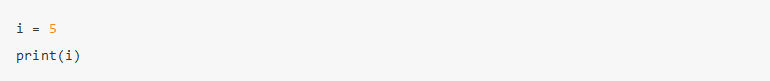 i = 5
print(i)